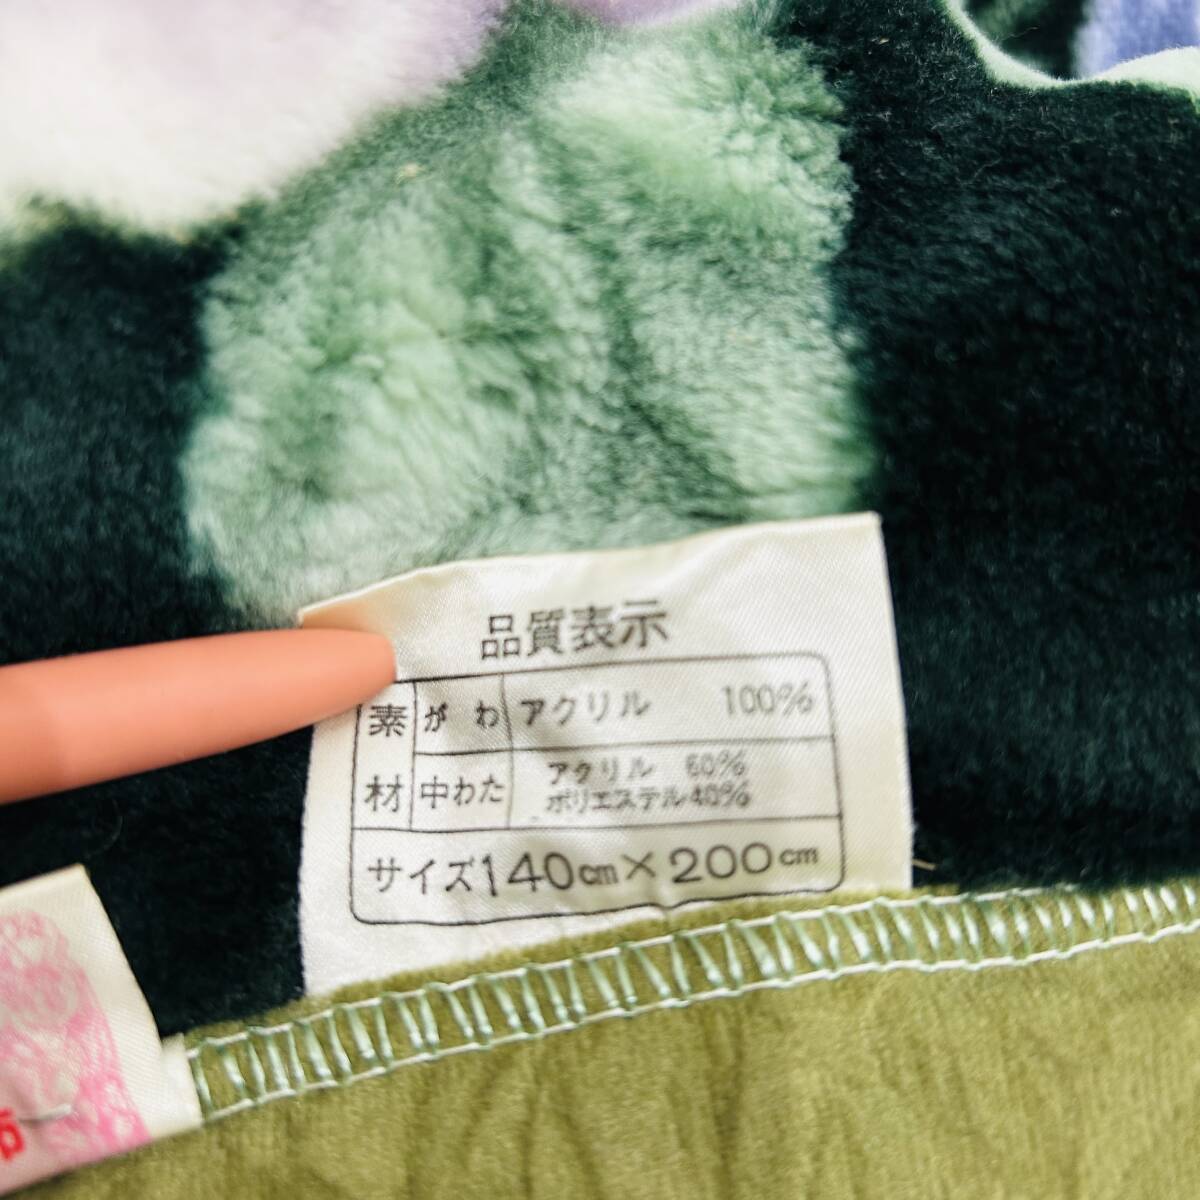 品質表示
素材
がわ アクリル 100%
中わた アクリル 60%
ポリエステル 40%
サイズ 140cm×200cm
布